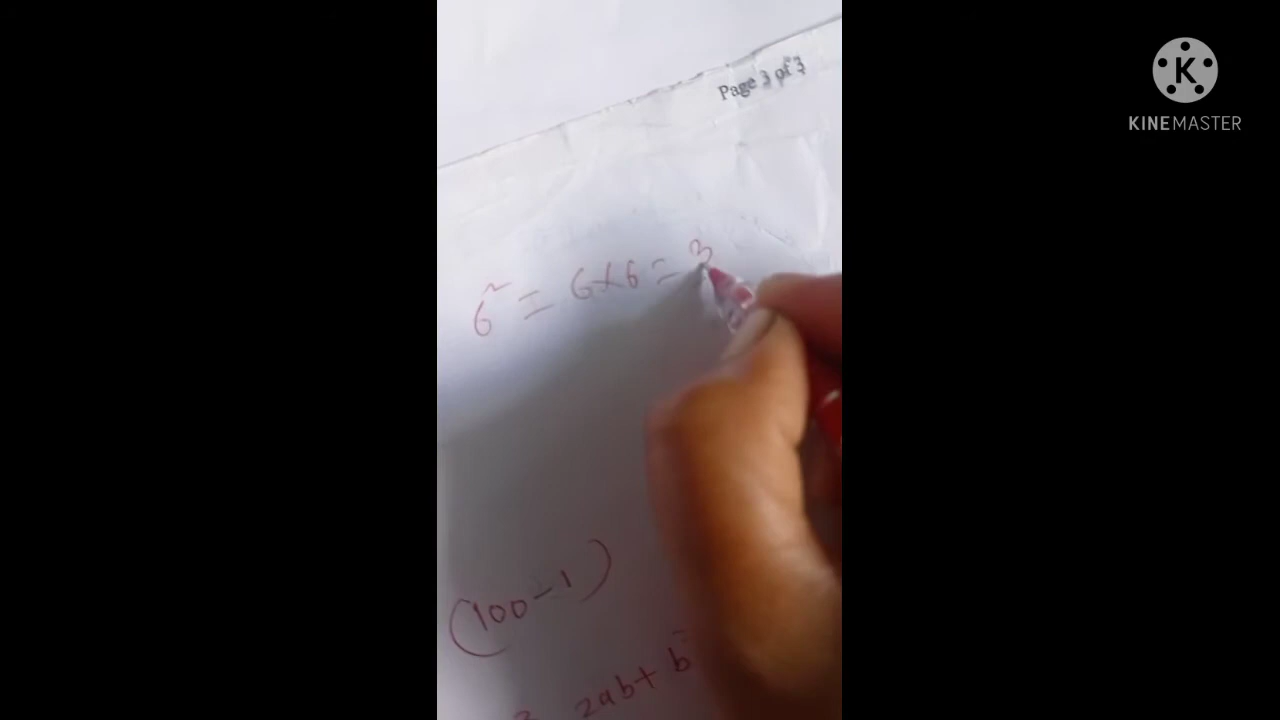 Page 3 of 3
KINEMASTER
6² = 6×6 = 3
(100-1)
2ab + b²